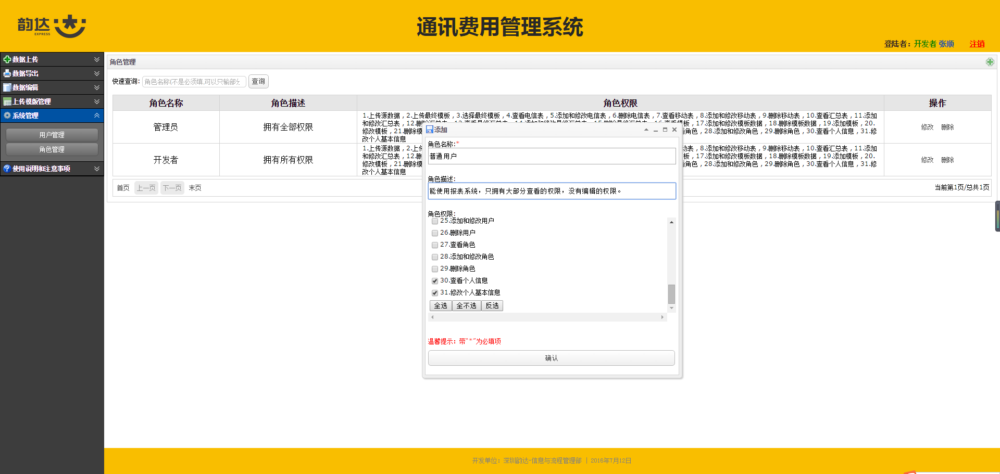 韵达
EXPRESS
通讯费用管理系统
登陆者：开发者 张顺 注销
数据上传
数据导出
数据编辑
上传模版管理
系统管理
用户管理
角色管理
使用说明和注意事项
角色管理
快速查询: 角色名称(不是必须填,可以只输部分 查询
角色名称 角色描述 角色权限 操作
管理员 拥有全部权限 修改 删除
1.上传源数据，2.上传最终模板，3.选择最终模板，4.查看电信表，5.添加和修改电信表，6.删除电信表，7.查看移动表，8.添加和修改移动表，9.删除移动表，10.查看汇总表，11.添加
和修改汇总表，12.删 板，17.添加和修改模板数据，18.删除模板数据，19.添加模板，20.
修改模板，21.删除模 角色，28.添加和修改角色，29.删除角色，30.查看个人信息，31.修
改个人基本信息
开发者 拥有所有权限 修改 删除
1.上传源数据，2.上传 动表，8.添加和修改移动表，9.删除移动表，10.查看汇总表，11.添加
和修改汇总表，12.删 板，17.添加和修改模板数据，18.删除模板数据，19.添加模板，20.
修改模板，21.删除模 角色，28.添加和修改角色，29.删除角色，30.查看个人信息，31.修
改个人基本信息
首页 上一页 下一页 末页 当前第1页/总共1页
添加
角色名称:*
普通用户
角色描述:
能使用报表系统，只拥有大部分查看的权限，没有编辑的权限。
角色权限:
25.添加和修改用户
26.删除用户
27.查看角色
28.添加和修改角色
29.删除角色
30.查看个人信息
31.修改个人基本信息
全选 全不选 反选
温馨提示：带"*"为必填项
确认
开发单位：深圳韵达-信息与流程管理部 | 2016年7月12日